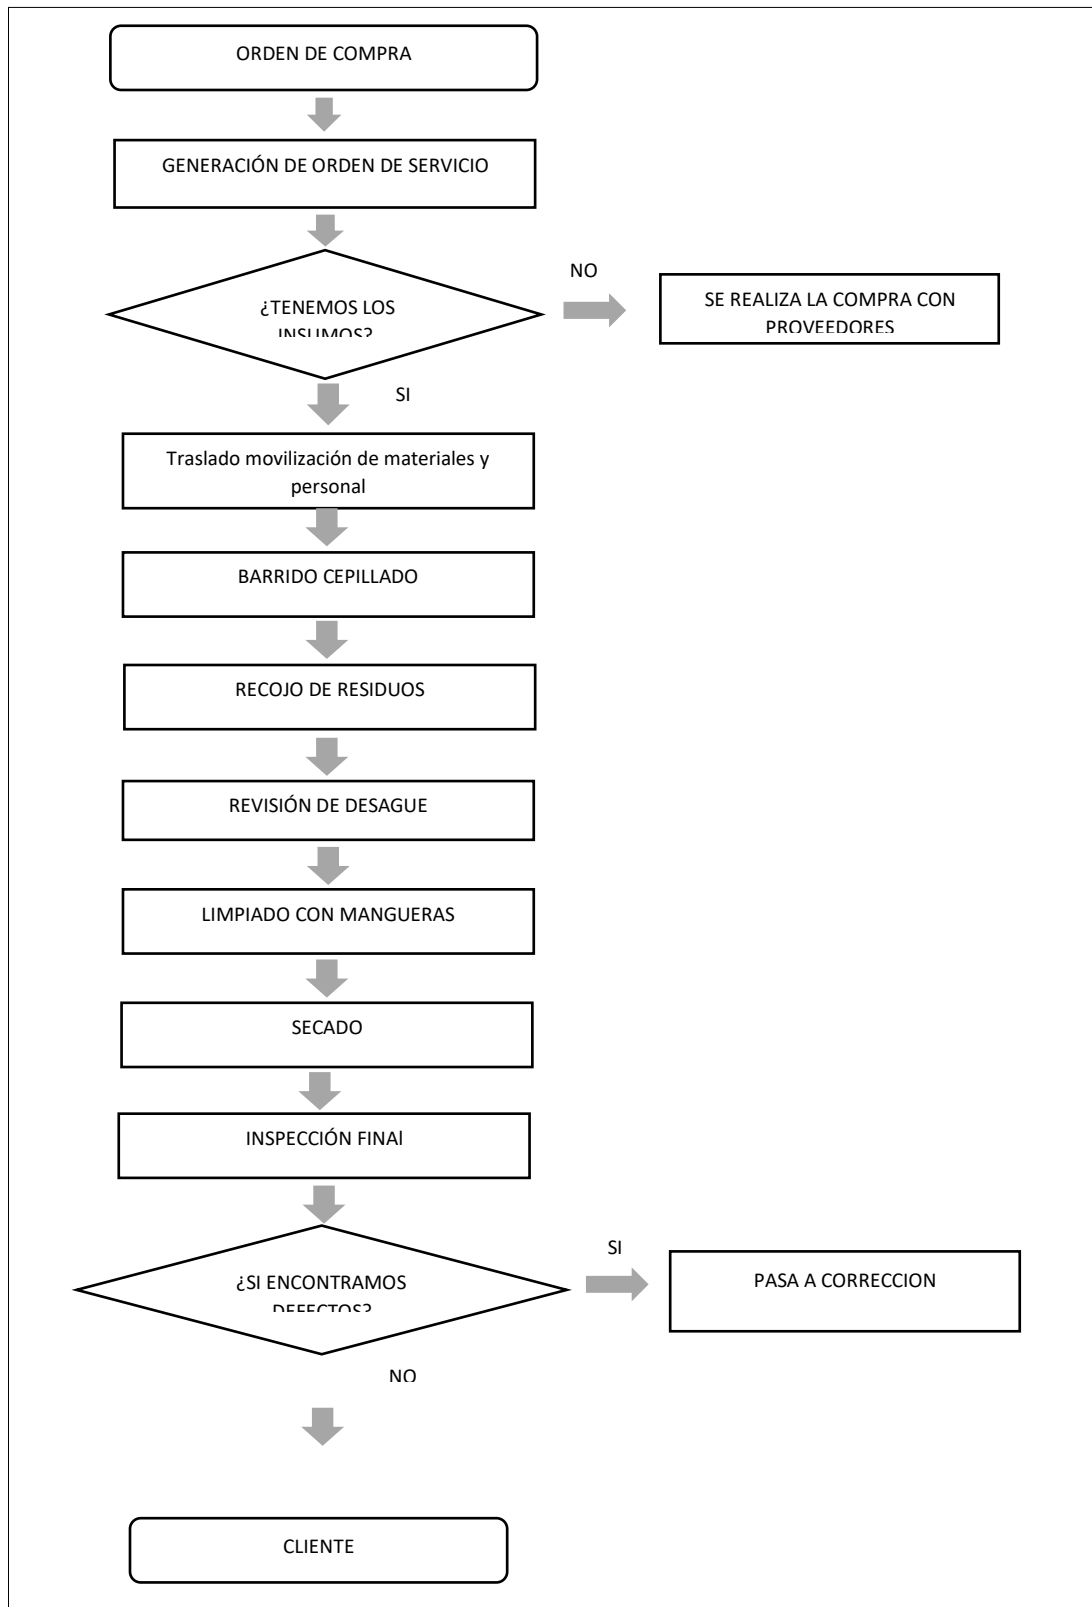 ORDEN DE COMPRA
GENERACIÓN DE ORDEN DE SERVICIO
¿TENEMOS LOS
INSUMOS?
NO
SE REALIZA LA COMPRA CON
PROVEEDORES
SI
Traslado movilización de materiales y
personal
BARRIDO CEPILLADO
RECOJO DE RESIDUOS
REVISIÓN DE DESAGUE
LIMPIADO CON MANGUERAS
SECADO
INSPECCIÓN FINAl
¿SI ENCONTRAMOS
DEFECTOS?
SI
PASA A CORRECCION
NO
CLIENTE